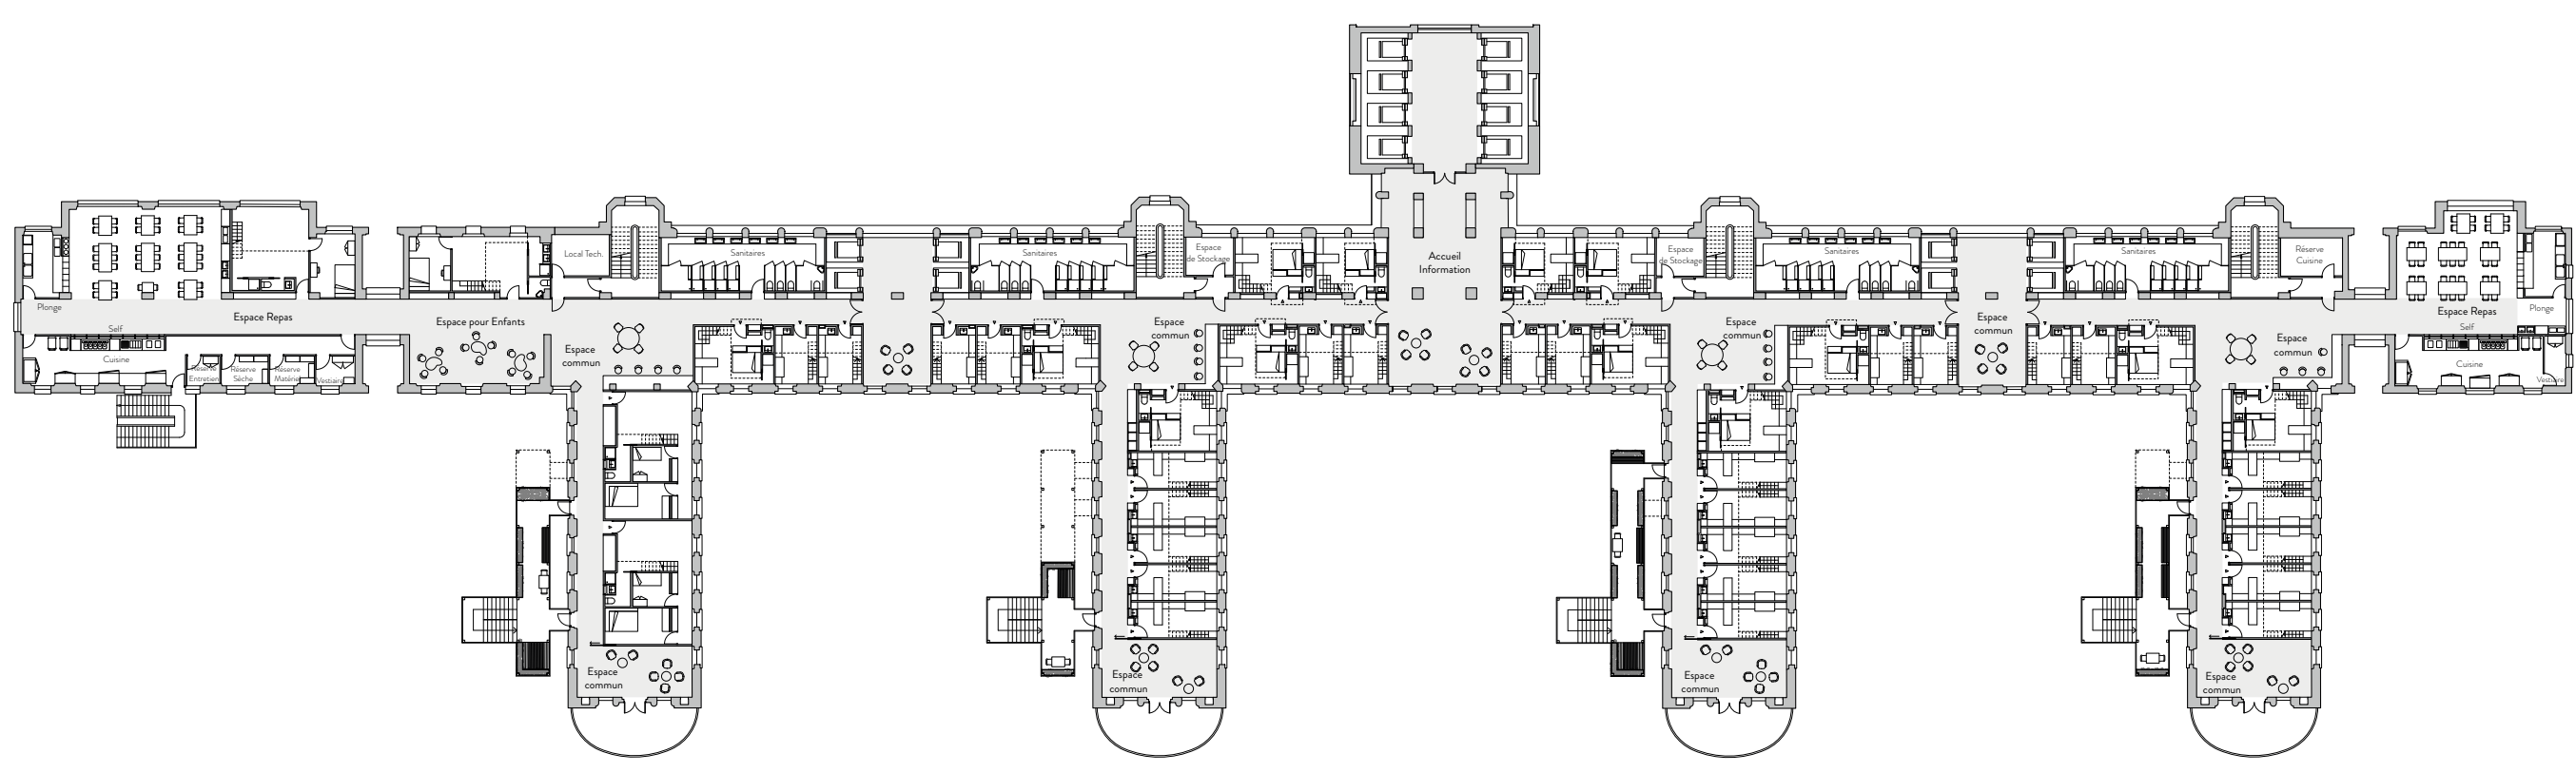 Local Tech.
Sanitaires
Sanitaires
Espace
de Stockage
Accueil
Information
Espace
de Stockage
Sanitaires
Sanitaires
Réserve
Cuisine
Plonge
Espace Repas
Self
Cuisine
Réserve
Entretien
Réserve
Sèche
Réserve
Matériel
Vestiaire
Espace pour Enfants
Espace
commun
Espace
commun
Espace
commun
Espace
commun
Espace
commun
Espace Repas
Plonge
Self
Cuisine
Vestiaire
Espace
commun
Espace
commun
Espace
commun
Espace
commun